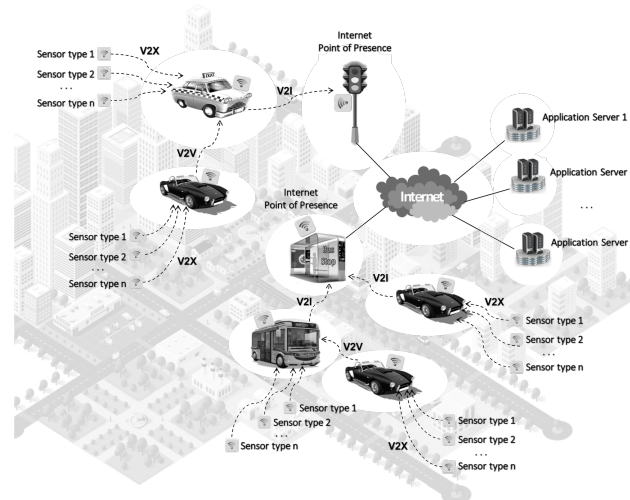 Internet
Point of Presence
Sensor type 1
V2X
Sensor type 2
...
Sensor type n
Taxi
V2I
Application Server 1
V2V
Application Server
...
Internet
Internet
Point of Presence
Application Server
Sensor type 1
Sensor type 2
...
V2X
Sensor type n
Bus
Stop
V2I
V2I
V2X
Sensor type 1
Sensor type 2
...
Sensor type n
V2V
Sensor type 1
Sensor type 2
...
Sensor type n
Sensor type 1
Sensor type 2
V2X
...
Sensor type n